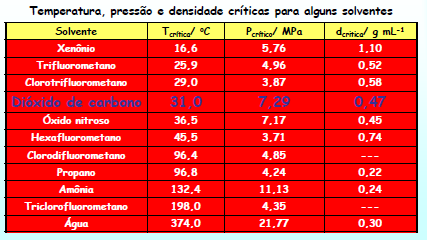 Temperatura, pressão e densidade críticas para alguns solventes
Solvente Tcrítica/ °C Pcrítica/ MPa dcrítica/ g mL-1
Xenônio 16,6 5,76 1,10
Trifluorometano 25,9 4,96 0,52
Clorotrifluorometano 29,0 3,87 0,58
Dióxido de carbono 31,0 7,29 0,47
Óxido nitroso 36,5 7,17 0,45
Hexafluorometano 45,5 3,71 0,74
Clorodifluorometano 96,4 4,85 ---
Propano 96,8 4,24 0,22
Amônia 132,4 11,13 0,24
Triclorofluorometano 198,0 4,35 ---
Água 374,0 21,77 0,30